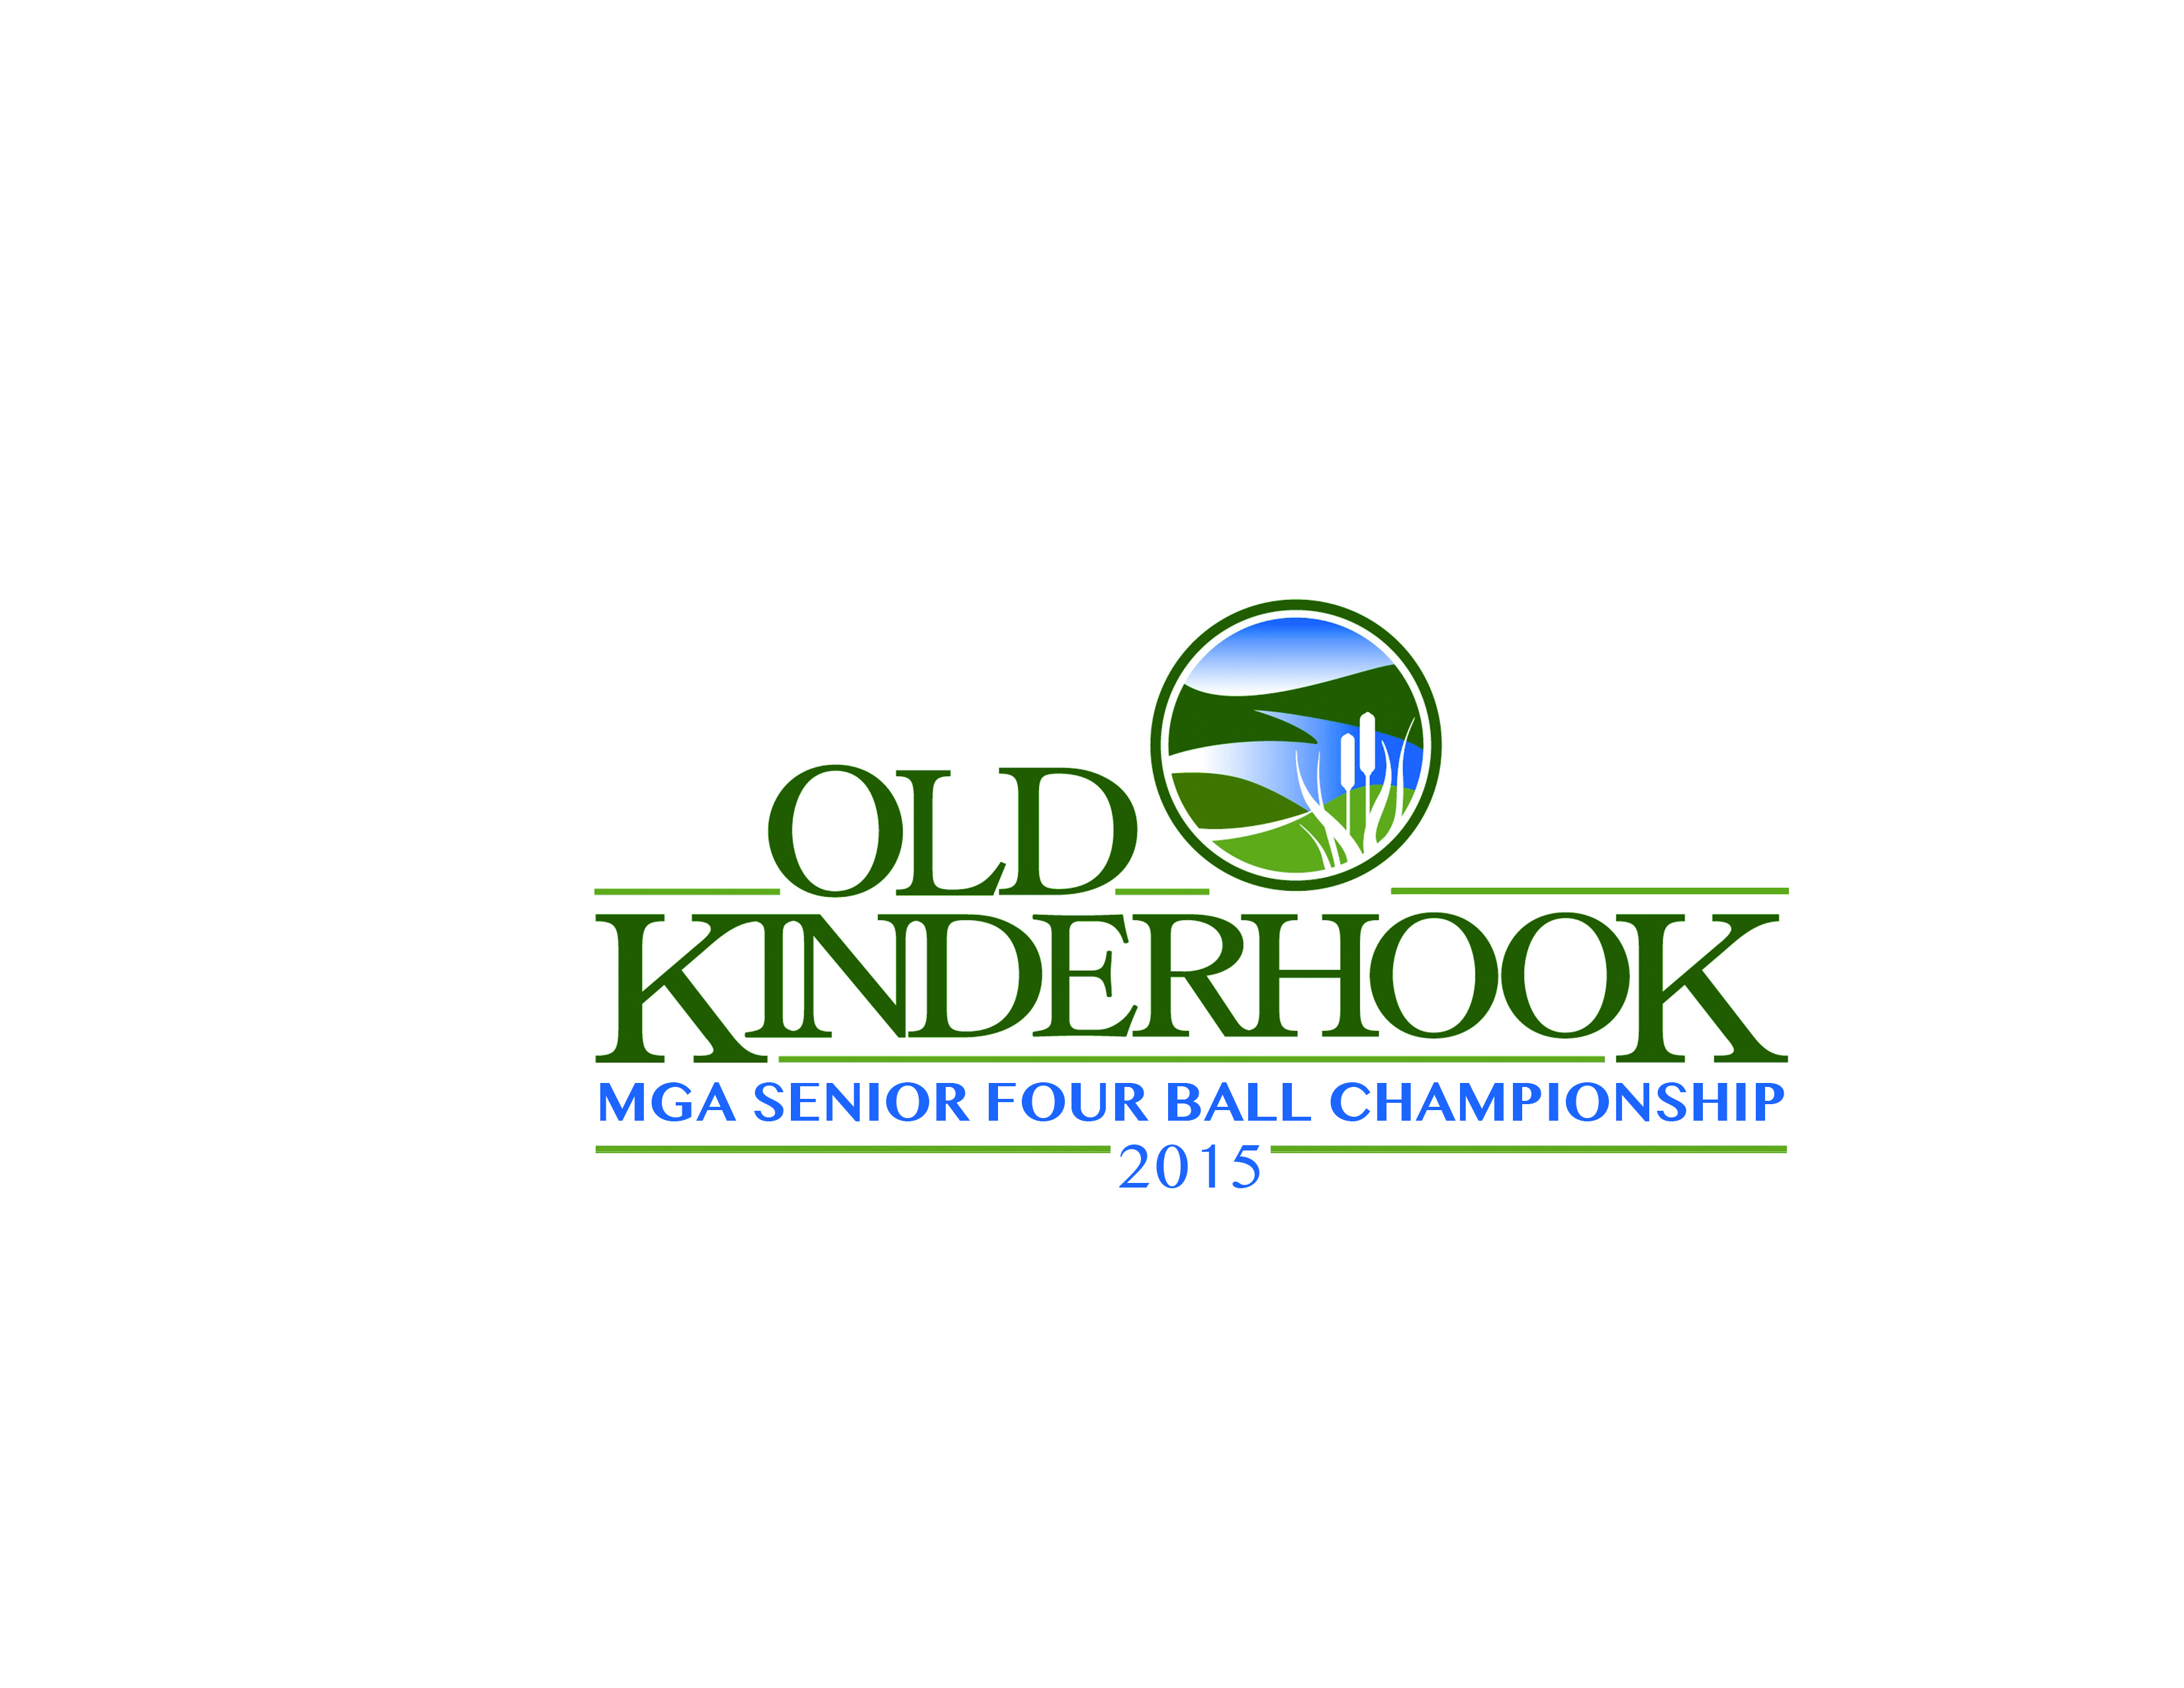 OLD
KINDERHOOK
MGA SENIOR FOUR BALL CHAMPIONSHIP
2015